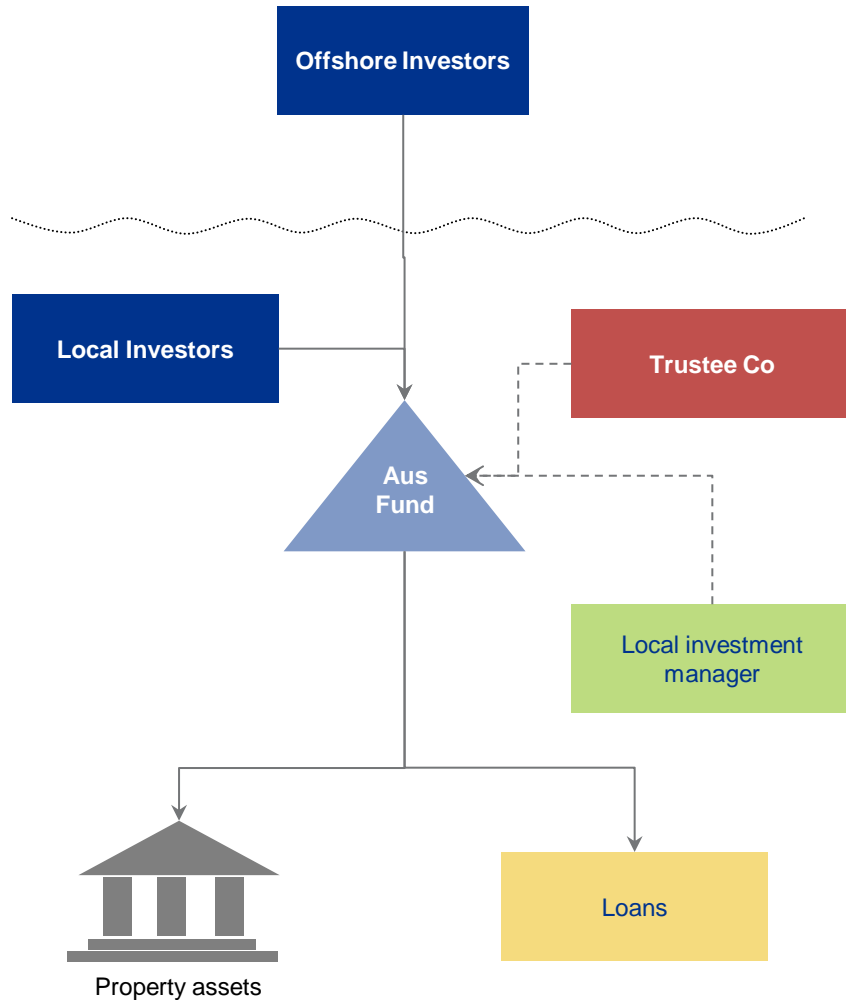 Offshore Investors
Local Investors
Trustee Co
Aus
Fund
Local investment
manager
Loans
Property assets